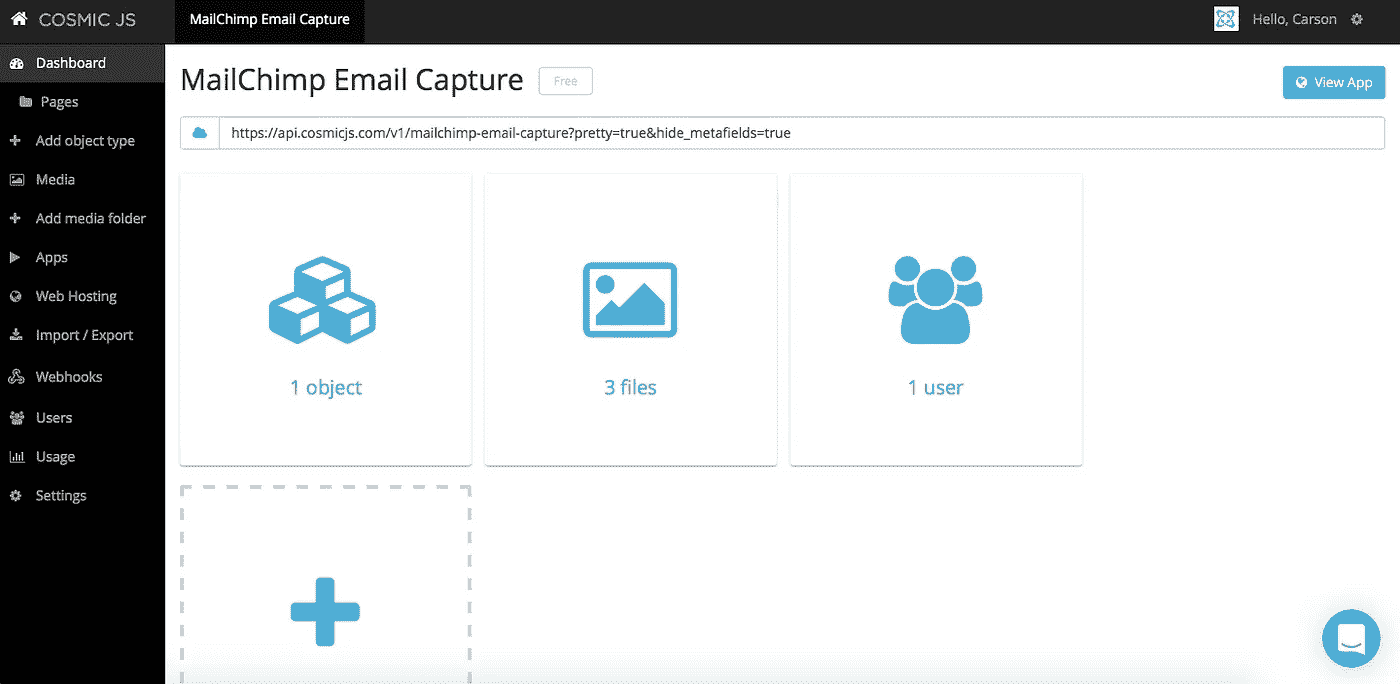 COSMIC JS
MailChimp Email Capture
Hello, Carson
Dashboard
Pages
Add object type
Media
Add media folder
Apps
Web Hosting
Import / Export
Webhooks
Users
Usage
Settings
MailChimp Email Capture
Free
View App
https://api.cosmicjs.com/v1/mailchimp-email-capture?pretty=true&hide_metafields=true
1 object
3 files
1 user